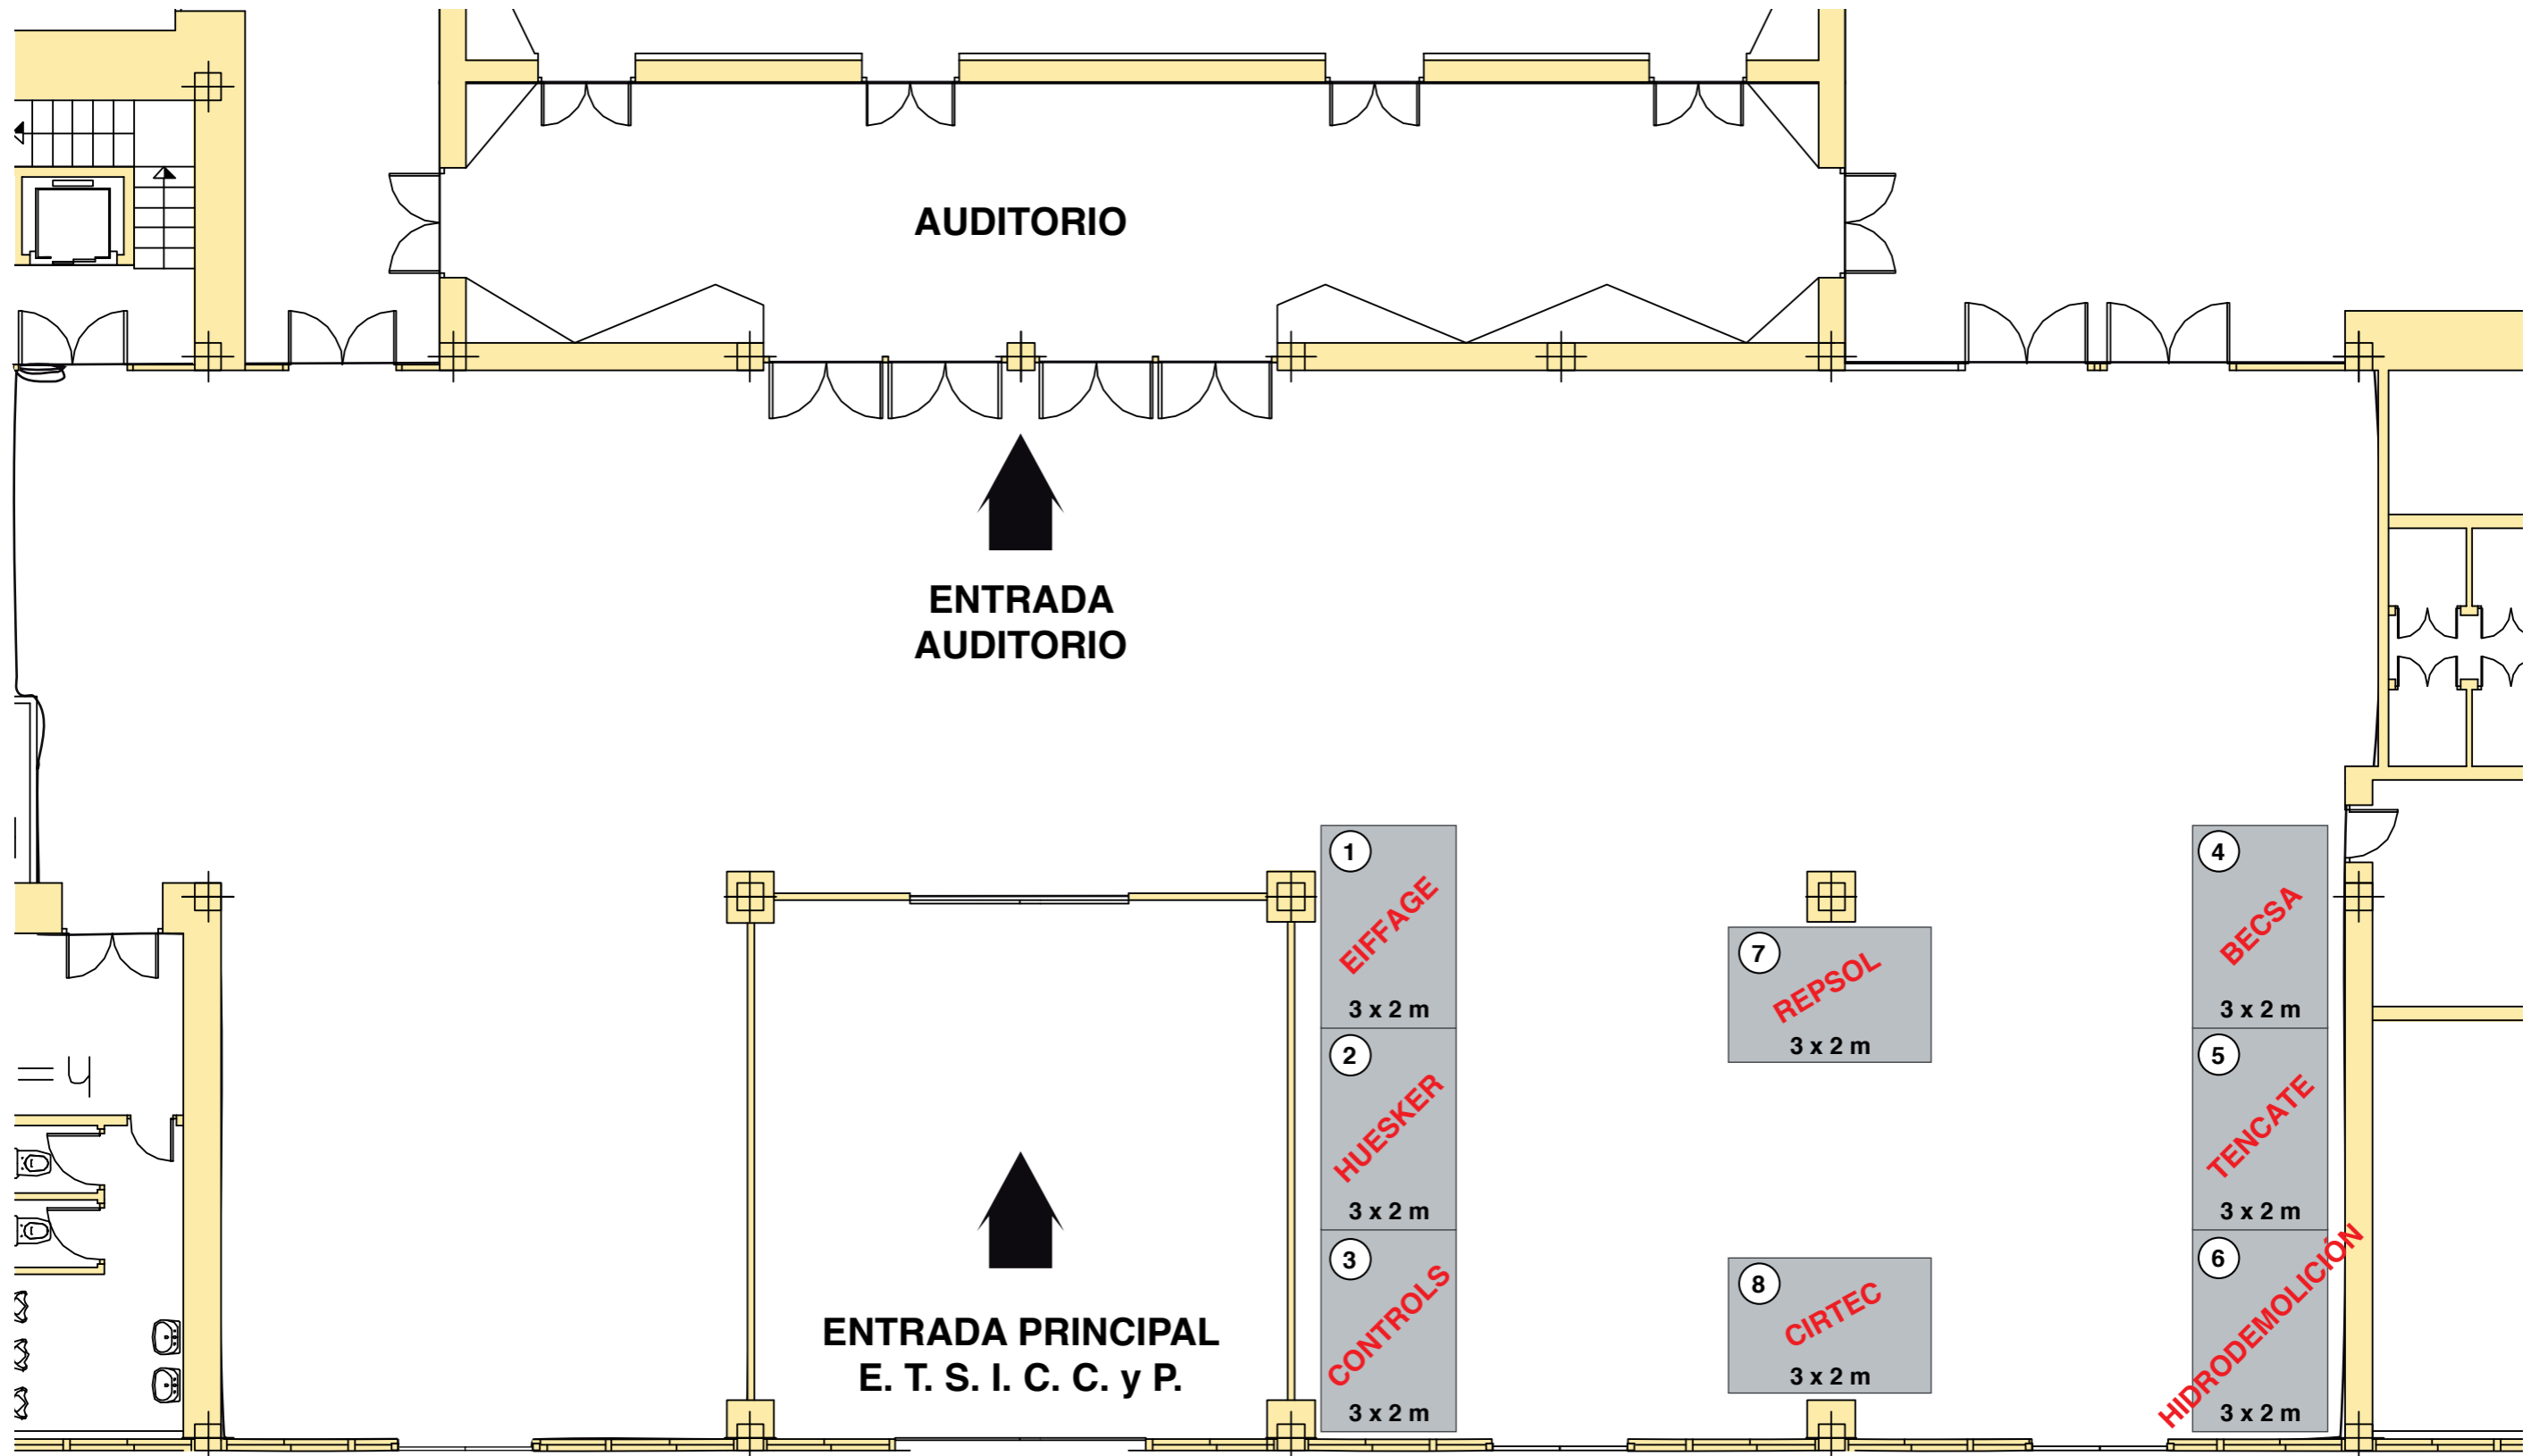 AUDITORIO
ENTRADA
AUDITORIO
1
EIFFAGE
3 x 2 m
2
HUESKER
3 x 2 m
3
CONTROLS
3 x 2 m
7
REPSOL
3 x 2 m
8
CIRTEC
3 x 2 m
4
BECSA
3 x 2 m
5
TENCATE
3 x 2 m
6
HIDRODEMOLICIÓN
3 x 2 m
ENTRADA PRINCIPAL
E. T. S. I. C. C. y P.